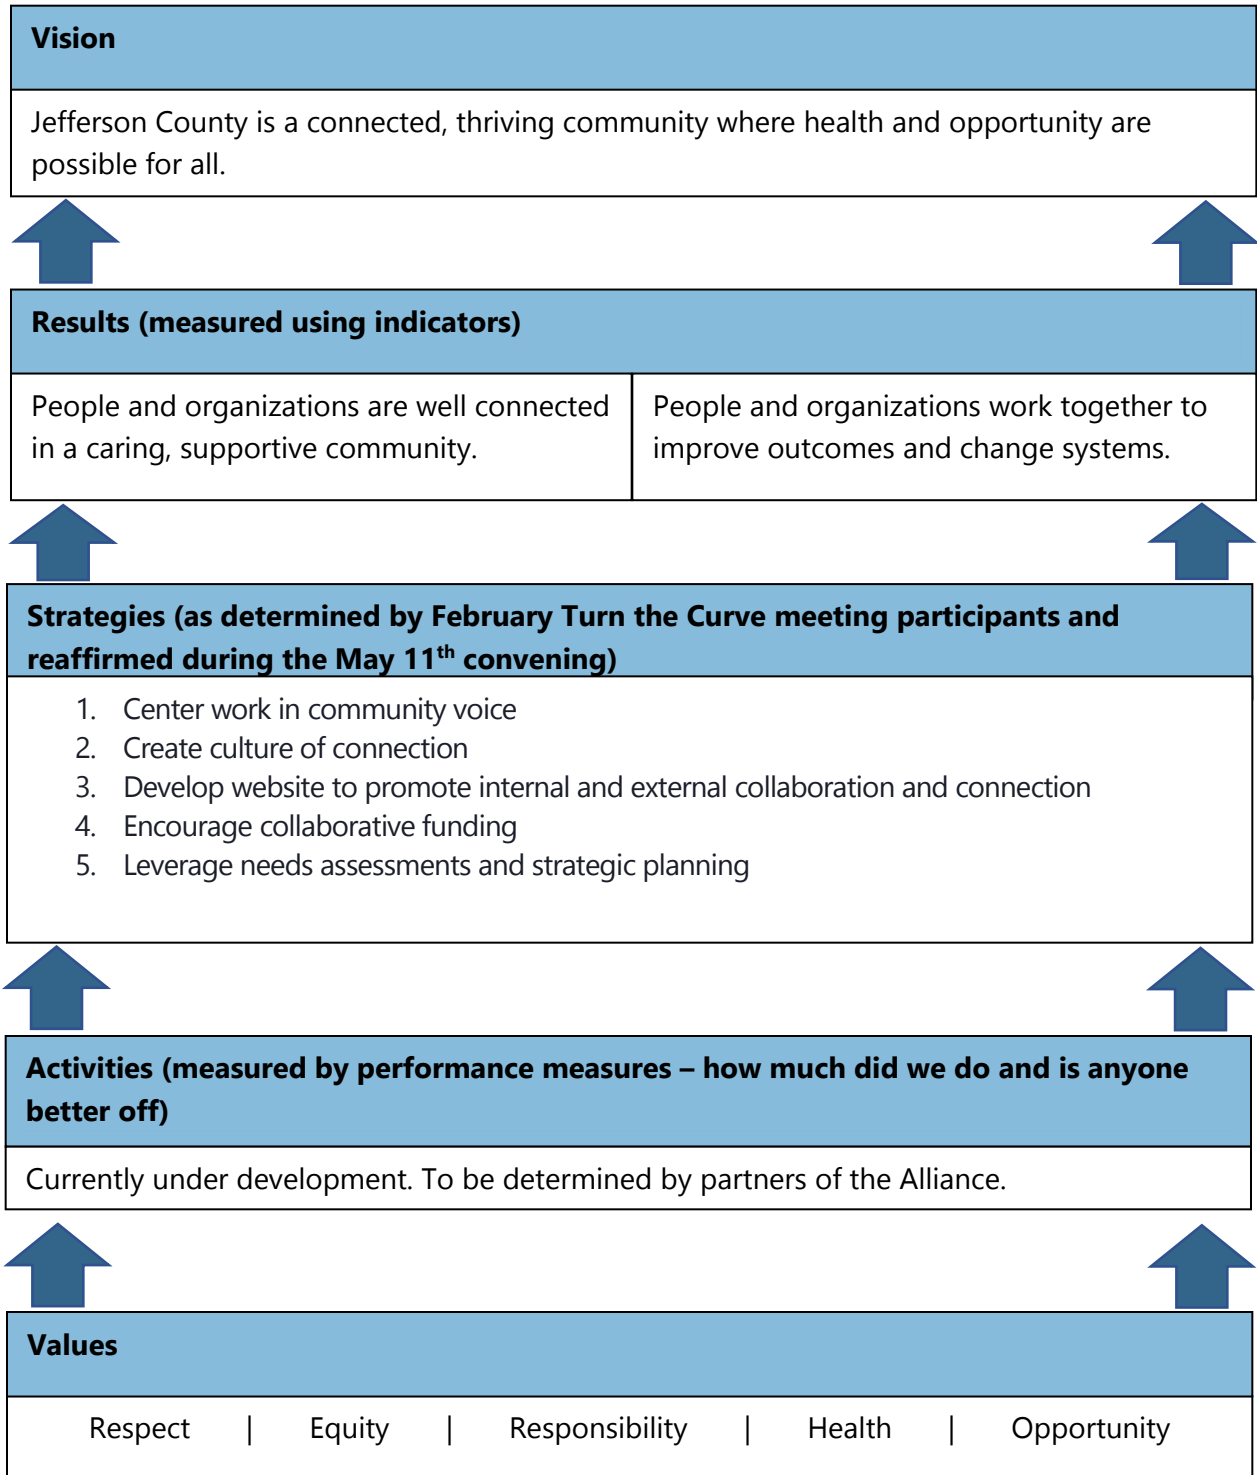 Vision
Jefferson County is a connected, thriving community where health and opportunity are
possible for all.
Results (measured using indicators)
People and organizations are well connected
in a caring, supportive community.
People and organizations work together to
improve outcomes and change systems.
Strategies (as determined by February Turn the Curve meeting participants and
reaffirmed during the May 11th convening)
1. Center work in community voice
2. Create culture of connection
3. Develop website to promote internal and external collaboration and connection
4. Encourage collaborative funding
5. Leverage needs assessments and strategic planning
Activities (measured by performance measures – how much did we do and is anyone
better off)
Currently under development. To be determined by partners of the Alliance.
Values
Respect | Equity | Responsibility | Health | Opportunity